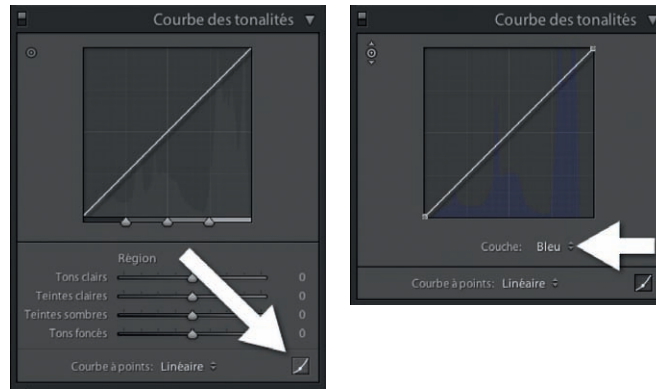 Courbe des tonalités
Région
Tons clairs 0
Teintes claires 0
Teintes sombres 0
Tons foncés 0
Courbe à points: Linéaire
Courbe des tonalités
Couche: Bleu
Courbe à points: Linéaire